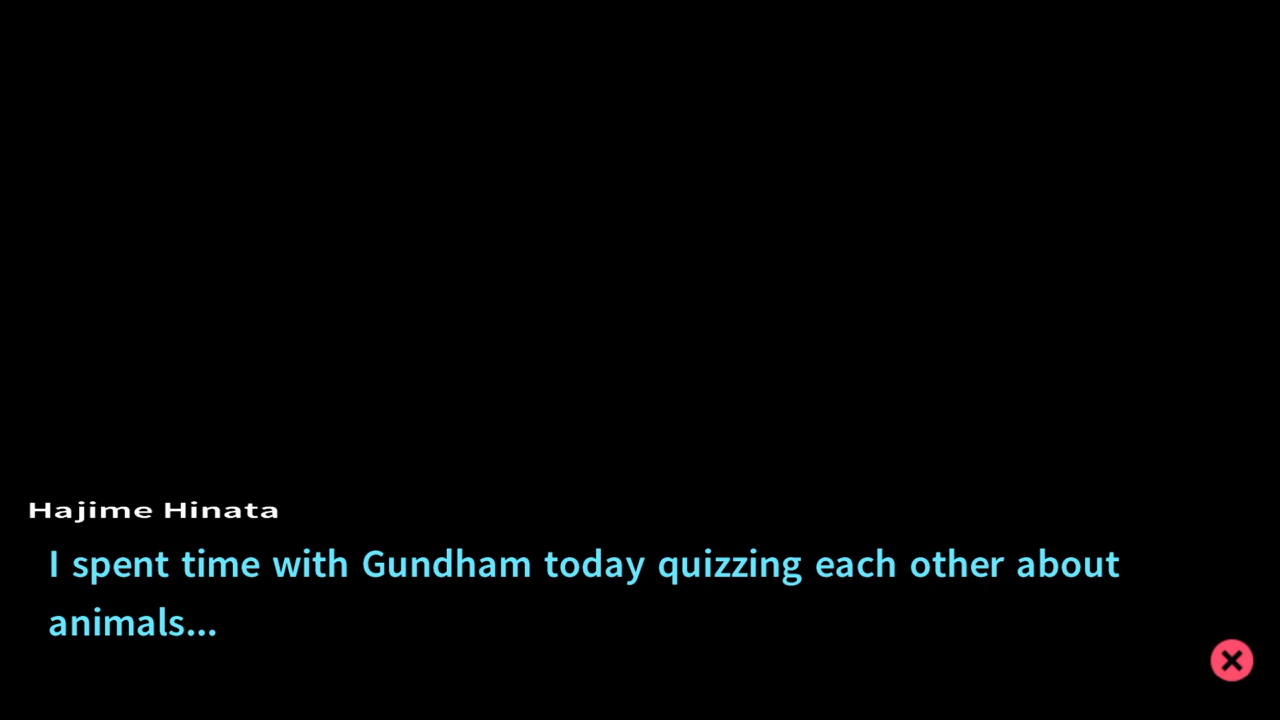 Hajime Hinata
I spent time with Gundham today quizzing each other about
animals...